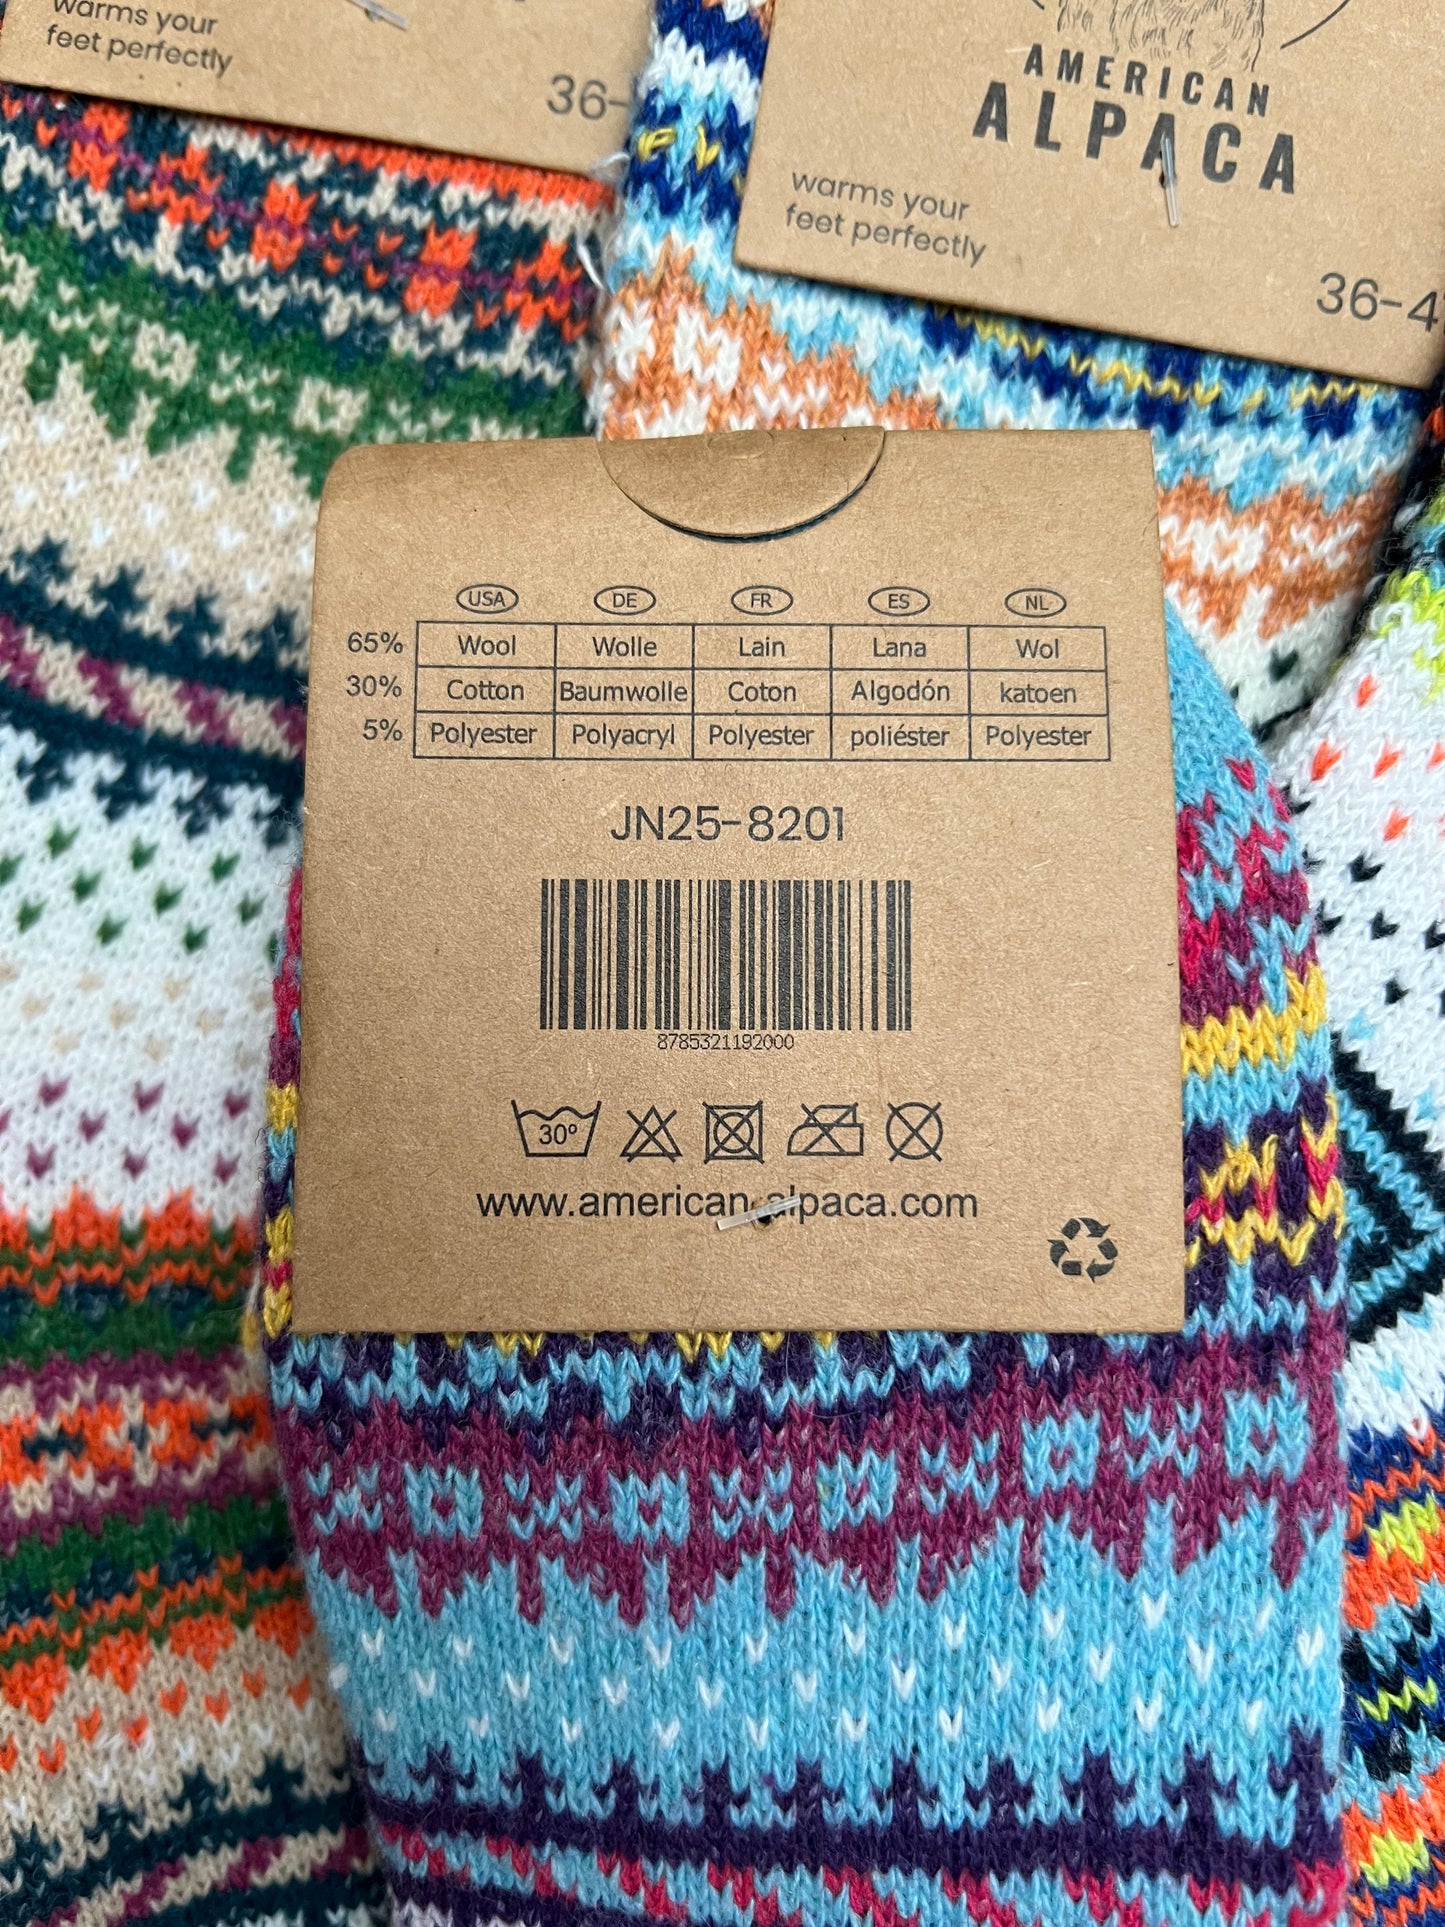 warms your
feet perfectly
36-
AMERICAN
ALPACA
warms your
feet perfectly
36-4
USA DE FR ES NL
65% Wool Wolle Lain Lana Wol
30% Cotton Baumwolle Coton Algodón katoen
5% Polyester Polyacryl Polyester poliéster Polyester
JN25-8201
8785321192000
30°
www.american-alpaca.com